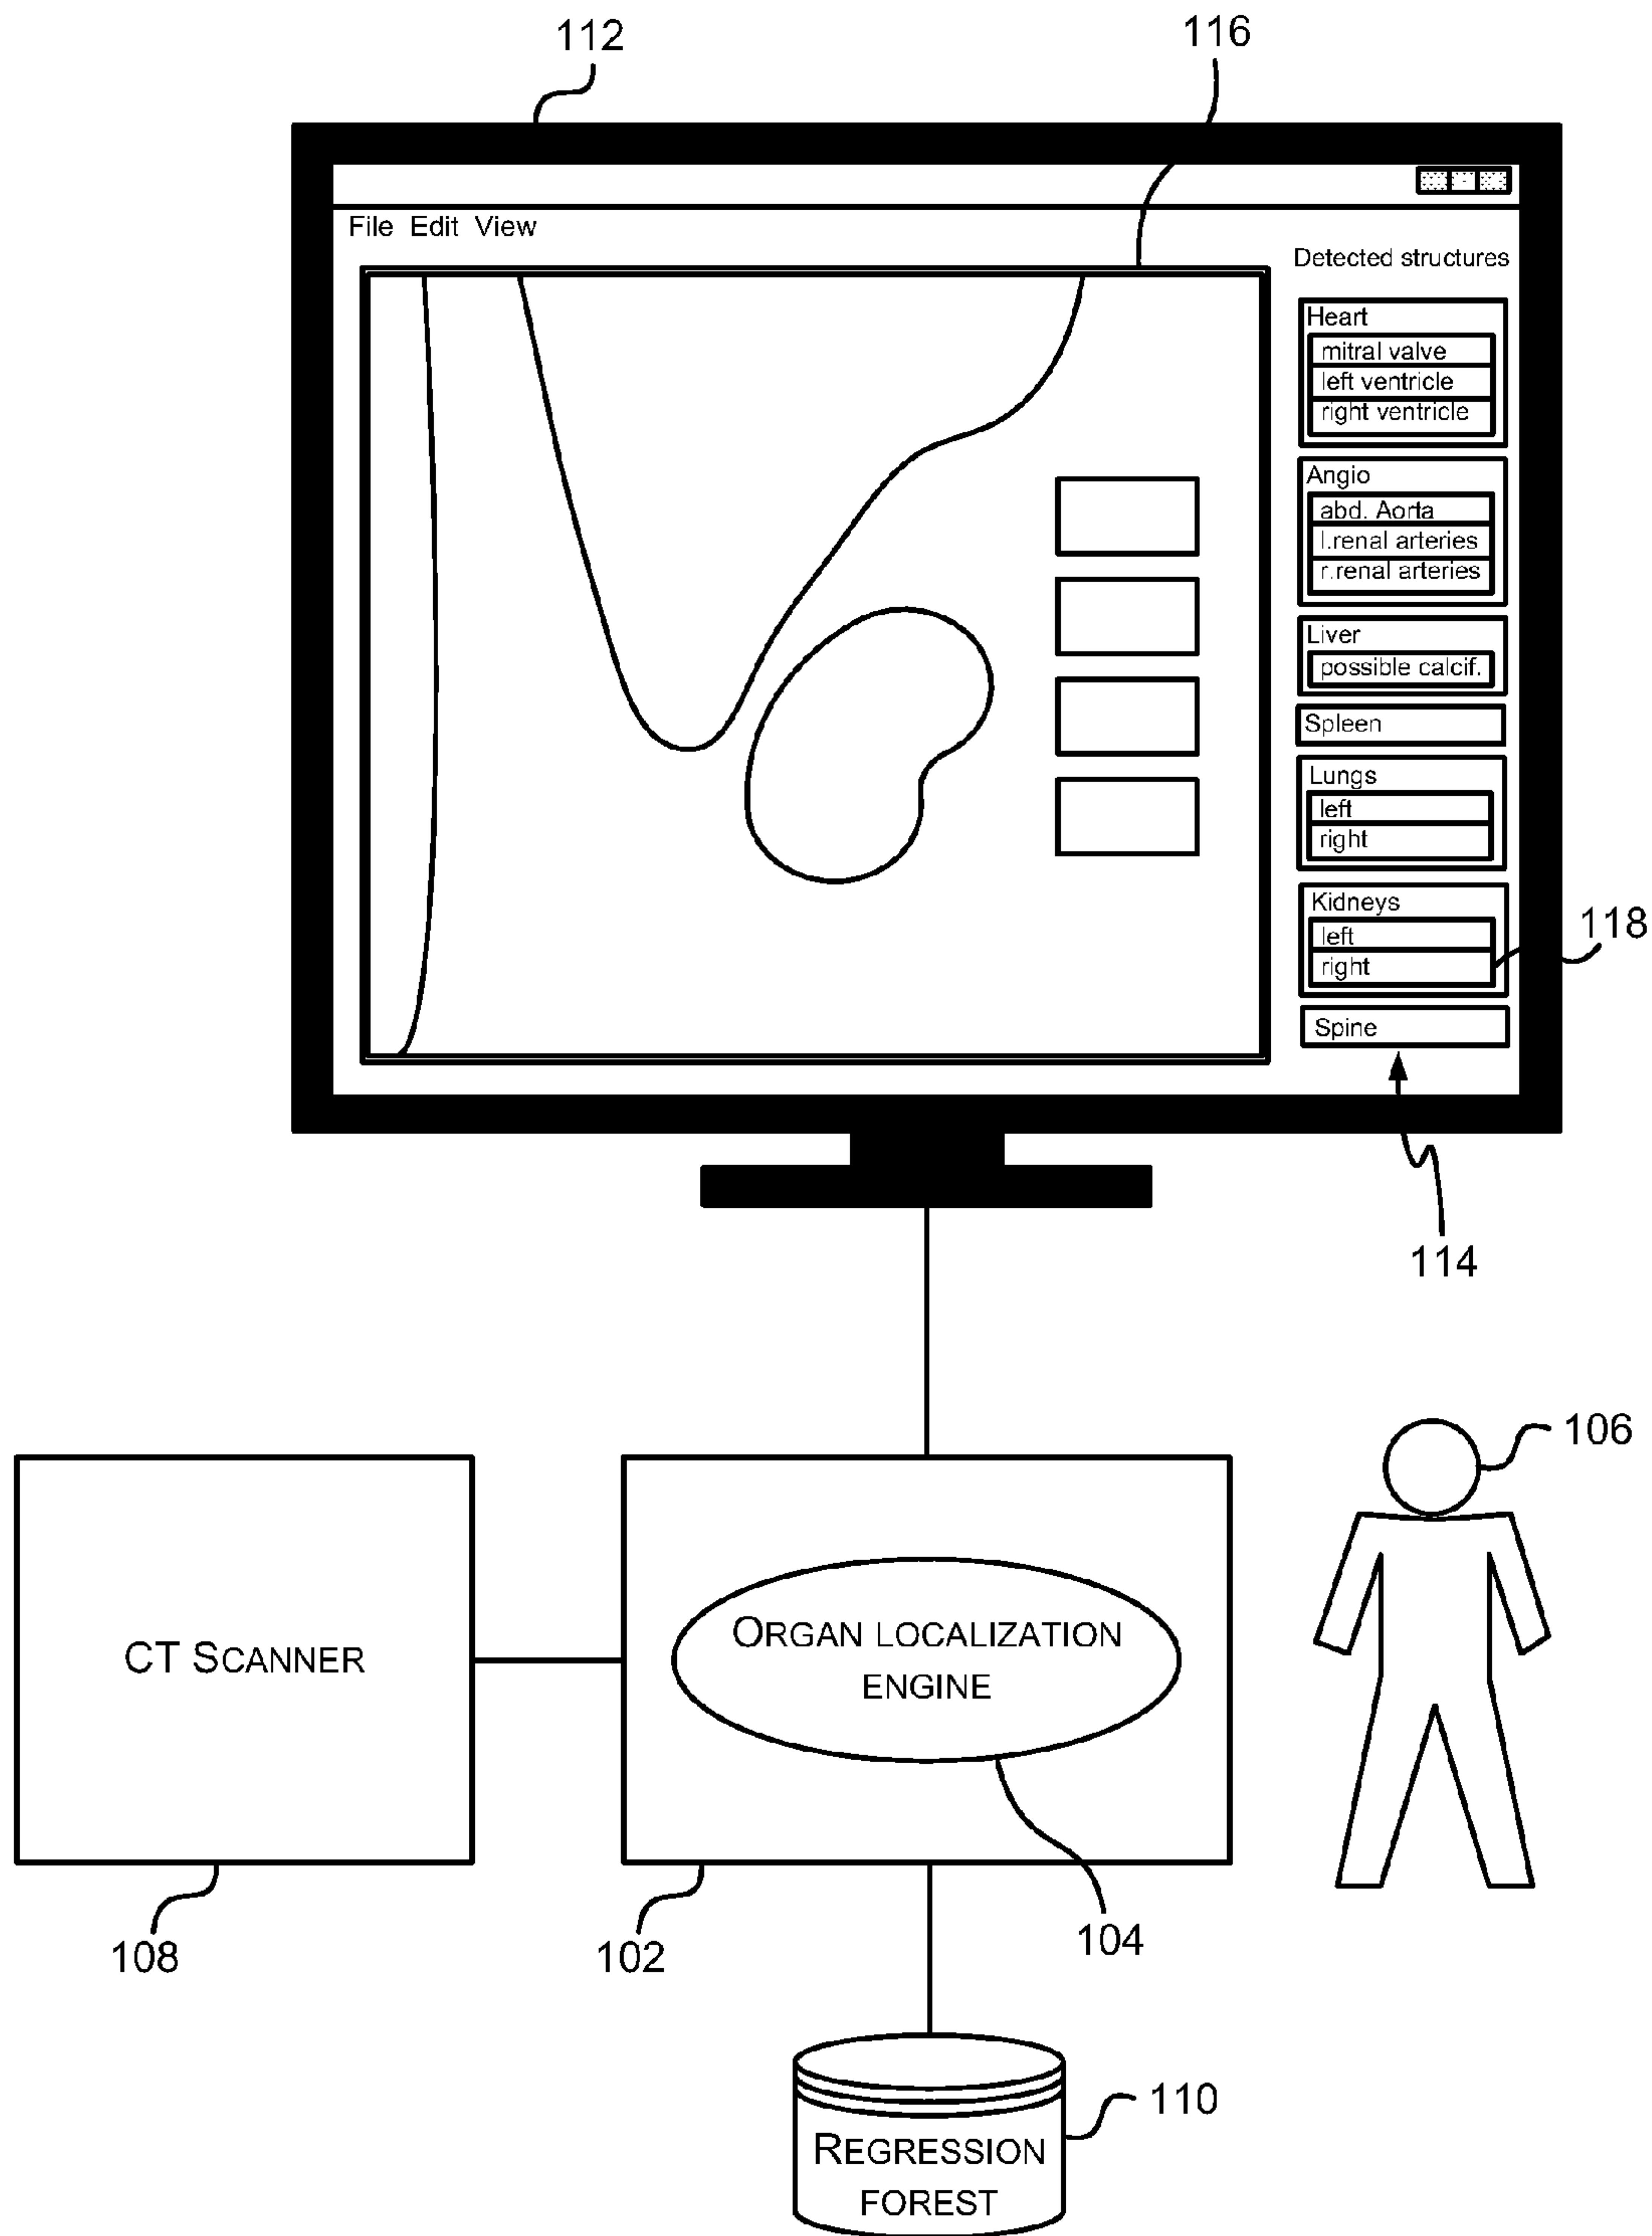 112
116
File Edit View
Detected structures
Heart
mitral valve
left ventricle
right ventricle
Angio
abd. Aorta
l.renal arteries
r.renal arteries
Liver
possible calcif.
Spleen
Lungs
left
right
Kidneys
left
right
118
Spine
114
106
CT SCANNER
ORGAN LOCALIZATION
ENGINE
108
102
104
110
REGRESSION
FOREST